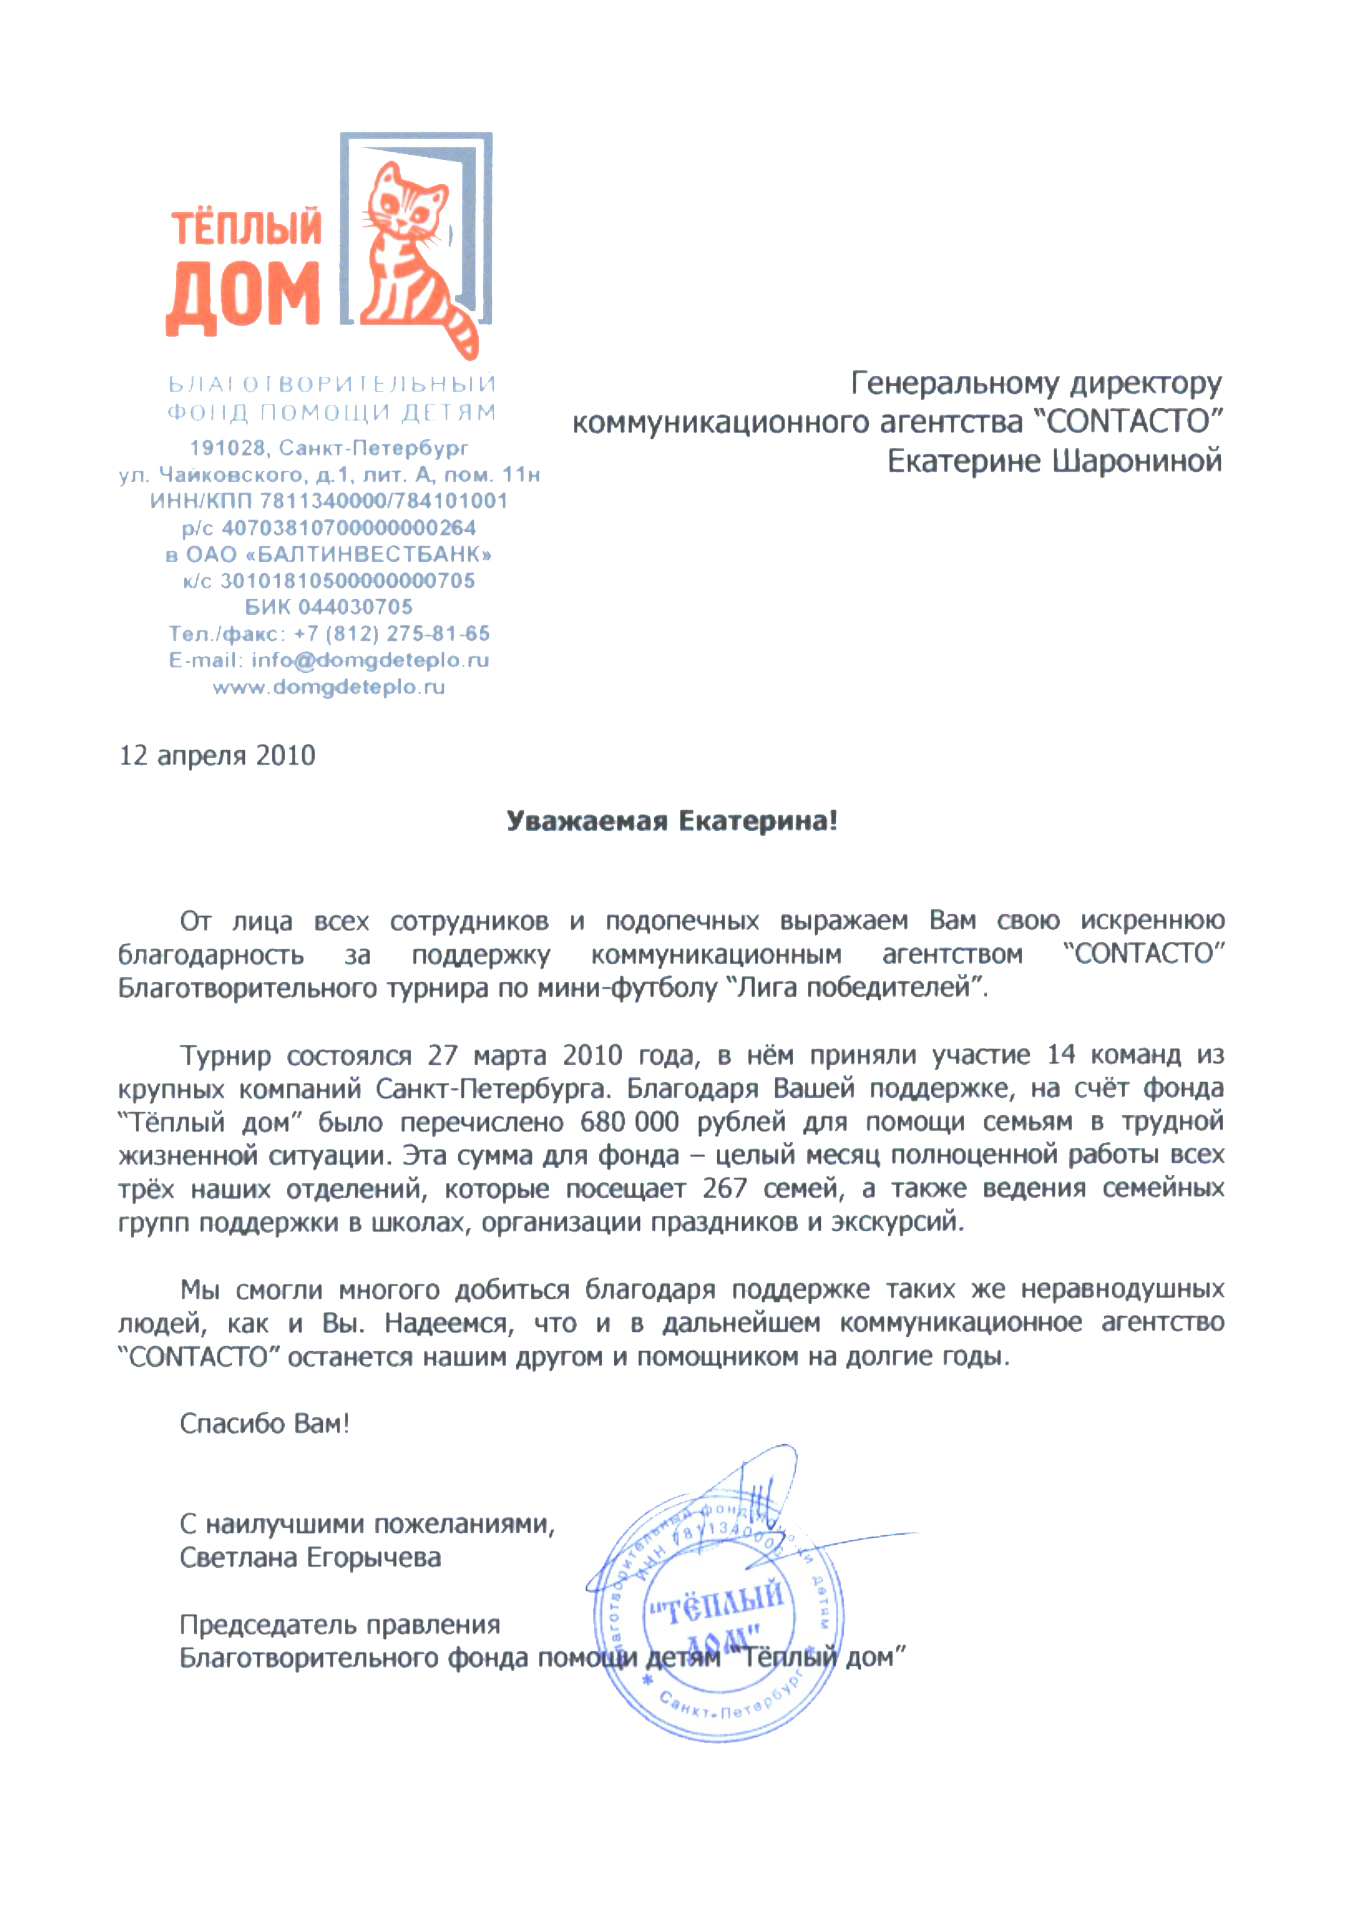 ТЁПЛЫЙ
ДОМ
БЛАГОТВОРИТЕЛЬНЫЙ
ФОНД ПОМОЩИ ДЕТЯМ
191028, Санкт-Петербург
ул. Чайковского, д.1, лит. А, пом. 11н
ИНН/КПП 7811340000/784101001
р/с 40703810700000000264
в ОАО «БАЛТИНВЕСТБАНК»
к/с 30101810500000000705
БИК 044030705
Тел./факс: +7 (812) 275-81-65
E-mail: info@domgdeteplo.ru
www.domgdeteplo.ru
Генеральному директору
коммуникационного агентства “CONTACTO”
Екатерине Шарониной
12 апреля 2010
Уважаемая Екатерина!
От лица всех сотрудников и подопечных выражаем Вам свою искреннюю
благодарность за поддержку коммуникационным агентством “CONTACTO”
Благотворительного турнира по мини-футболу “Лига победителей”.
Турнир состоялся 27 марта 2010 года, в нём приняли участие 14 команд из
крупных компаний Санкт-Петербурга. Благодаря Вашей поддержке, на счёт фонда
“Тёплый дом” было перечислено 680 000 рублей для помощи семьям в трудной
жизненной ситуации. Эта сумма для фонда – целый месяц полноценной работы всех
трёх наших отделений, которые посещает 267 семей, а также ведения семейных
групп поддержки в школах, организации праздников и экскурсий.
Мы смогли многого добиться благодаря поддержке таких же неравнодушных
людей, как и Вы. Надеемся, что и в дальнейшем коммуникационное агентство
“CONTACTO” останется нашим другом и помощником на долгие годы.
Спасибо Вам!
С наилучшими пожеланиями,
Светлана Егорычева
Председатель правления
Благотворительного фонда помощи детям “Тёплый дом”
Благотворительный фонд помощи детям
ИНН 7811340000
"ТЁПЛЫЙ
ДОМ"
* Санкт-Петербург *